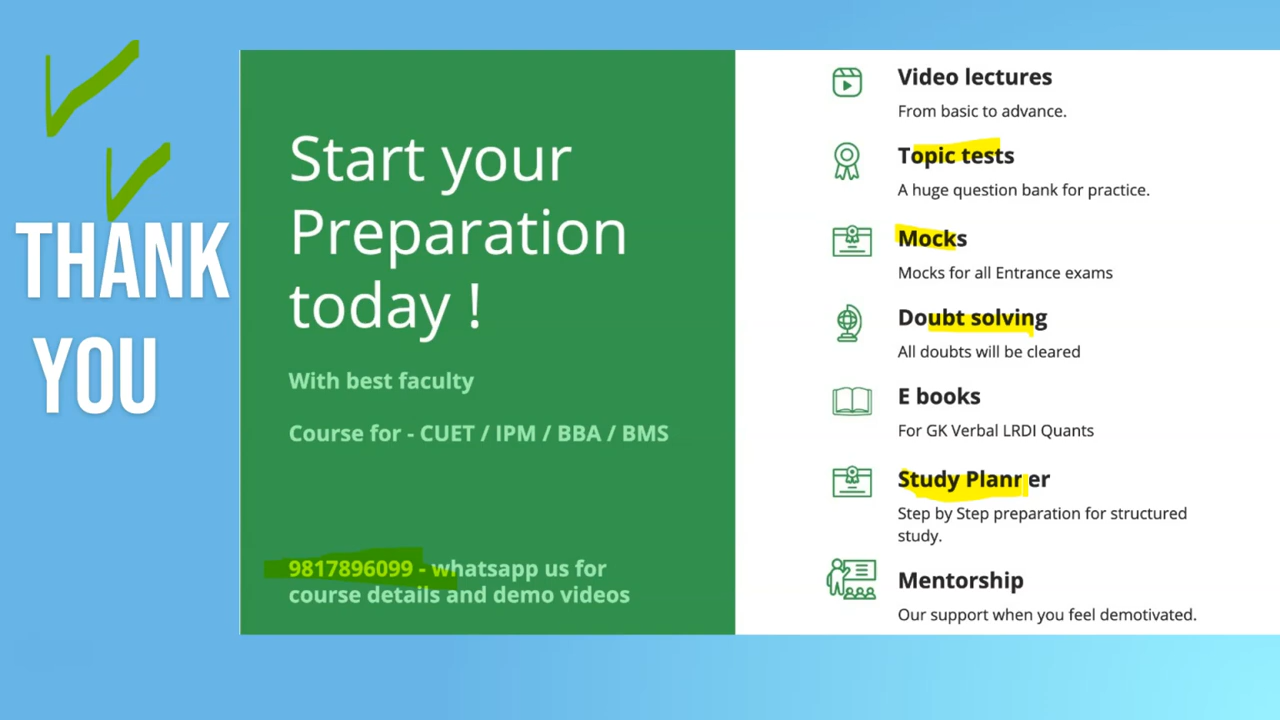 THANK
YOU
Start your
Preparation
today !
With best faculty
Course for - CUET / IPM / BBA / BMS
9817896099 - whatsapp us for
course details and demo videos
Video lectures
From basic to advance.
Topic tests
A huge question bank for practice.
Mocks
Mocks for all Entrance exams
Doubt solving
All doubts will be cleared
E books
For GK Verbal LRDI Quants
Study Planner
Step by Step preparation for structured
study.
Mentorship
Our support when you feel demotivated.